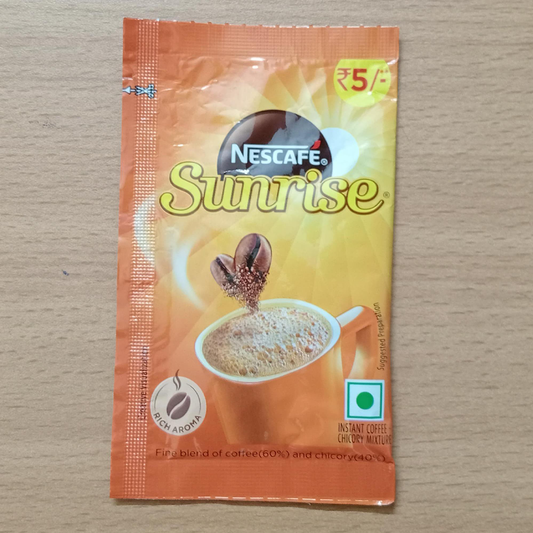 ₹5/-
NESCAFÉ®
Sunrise®
Suggested Preparation
RICH AROMA
INSTANT COFFEE -
CHICORY MIXTURE
Fine blend of coffee(60%) and chicory(40%)